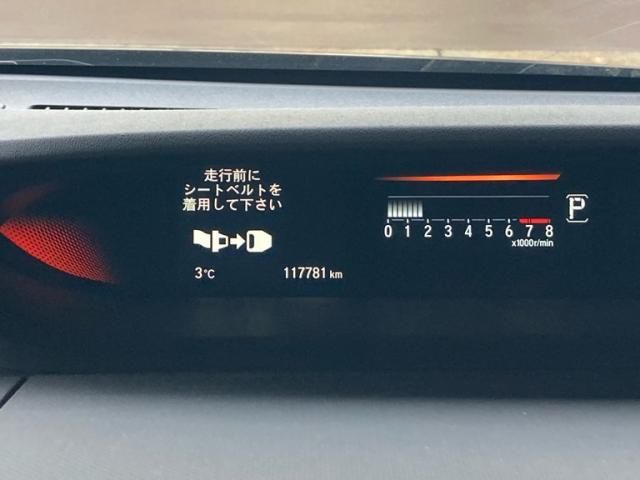 走行前に
シートベルトを
着用して下さい
3℃ 117781 km
0 1 2 3 4 5 6 7 8
x1000r/min
P